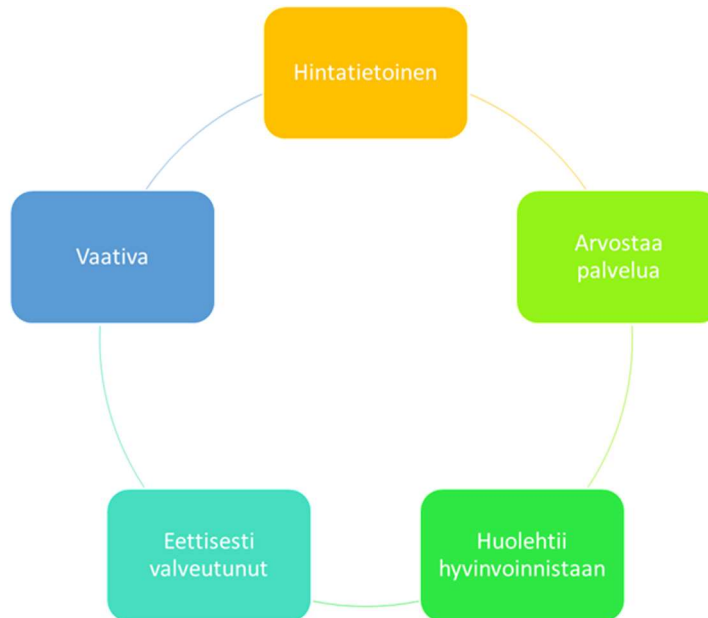 Hintatietoinen
Arvostaa
palvelua
Huolehtii
hyvinvoinnistaan
Eettisesti
valveutunut
Vaativa